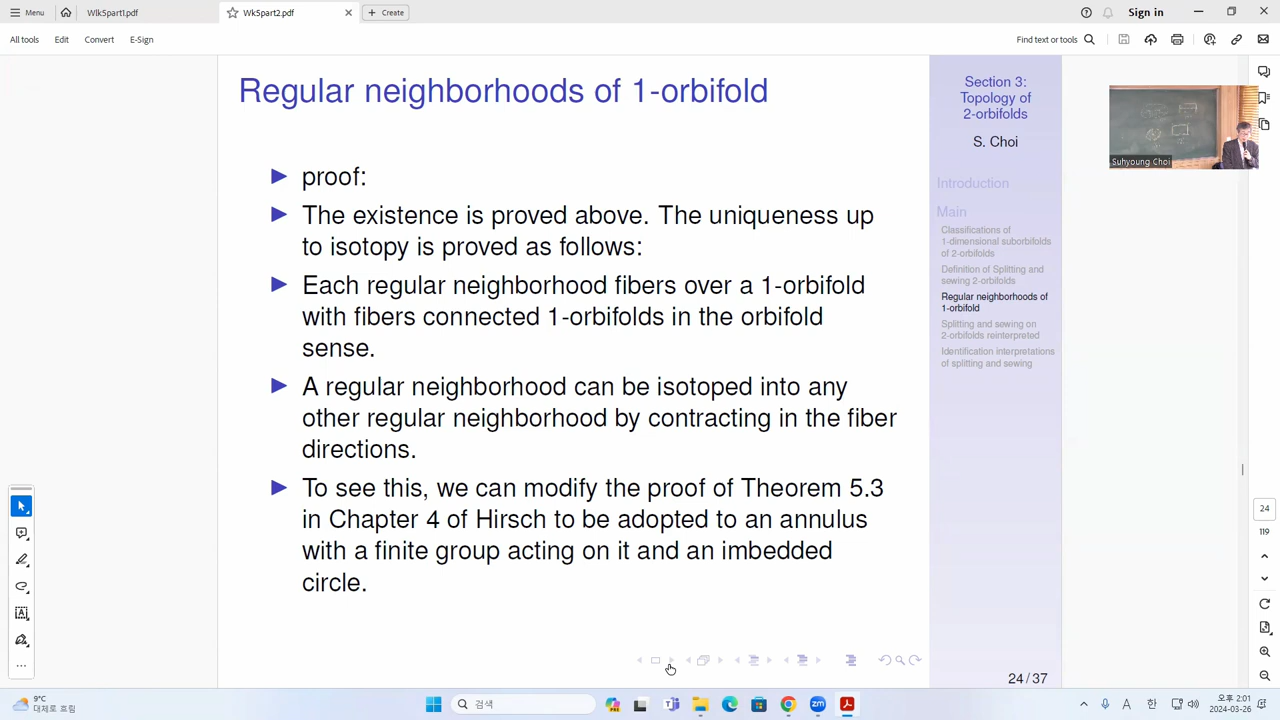 Menu
Wlk5part1.pdf
Wk5part2.pdf
Create
Sign in
All tools
Edit
Convert
E-Sign
Find text or tools
Regular neighborhoods of 1-orbifold
proof:
The existence is proved above. The uniqueness up
to isotopy is proved as follows:
Each regular neighborhood fibers over a 1-orbifold
with fibers connected 1-orbifolds in the orbifold
sense.
A regular neighborhood can be isotoped into any
other regular neighborhood by contracting in the fiber
directions.
To see this, we can modify the proof of Theorem 5.3
in Chapter 4 of Hirsch to be adopted to an annulus
with a finite group acting on it and an imbedded
circle.
24 / 37
Section 3:
Topology of
2-orbifolds
S. Choi
Introduction
Main
Classifications of
1-dimensional suborbifolds
of 2-orbifolds
Definition of Splitting and
sewing 2-orbifolds
Regular neighborhoods of
1-orbifold
Splitting and sewing on
2-orbifolds reinterpreted
Identification interpretations
of splitting and sewing
Suhyoung Choi
24
119
9°C
대체로 흐림
검색
A
한
오후 2:01
2024-03-26